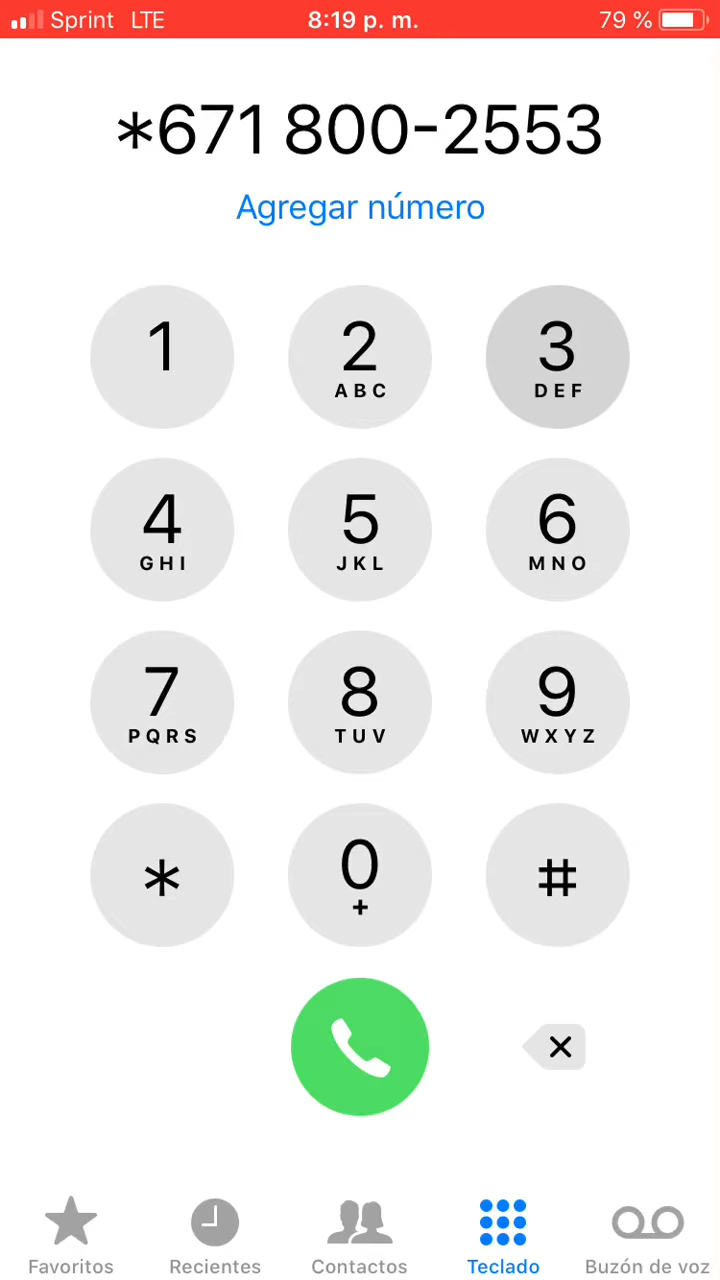 Sprint LTE 8:19 p. m. 79 %
*671 800-2553
Agregar número
1 2 3
ABC DEF
4 5 6
GHI JKL MNO
7 8 9
PQRS TUV WXYZ
* 0 #
+
Favoritos Recientes Contactos Teclado Buzón de voz